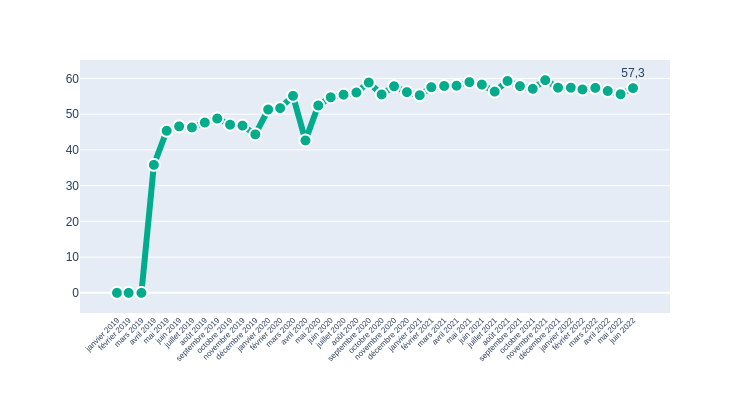 57,3
60
50
40
30
20
10
0
janvier 2019
février 2019
mars 2019
avril 2019
mai 2019
juin 2019
juillet 2019
août 2019
septembre 2019
octobre 2019
novembre 2019
décembre 2019
janvier 2020
février 2020
mars 2020
avril 2020
mai 2020
juin 2020
juillet 2020
août 2020
septembre 2020
octobre 2020
novembre 2020
décembre 2020
janvier 2021
février 2021
mars 2021
avril 2021
mai 2021
juin 2021
juillet 2021
août 2021
septembre 2021
octobre 2021
novembre 2021
décembre 2021
janvier 2022
février 2022
mars 2022
avril 2022
mai 2022
juin 2022